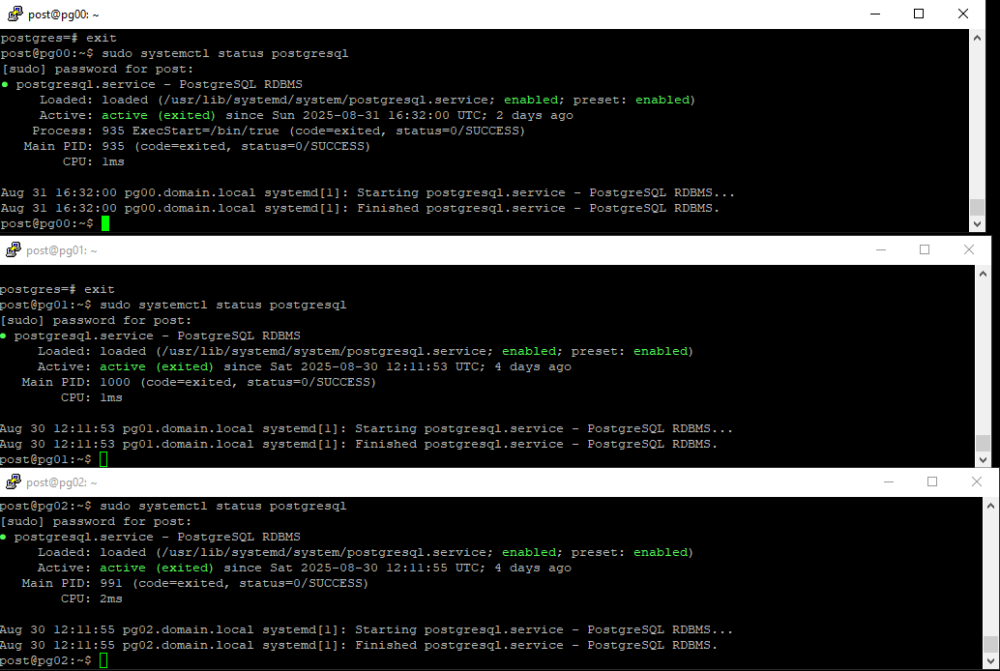 post@pg00: ~
postgres=# exit
post@pg00:~$ sudo systemctl status postgresql
[sudo] password for post:
● postgresql.service - PostgreSQL RDBMS
     Loaded: loaded (/usr/lib/systemd/system/postgresql.service; enabled; preset: enabled)
     Active: active (exited) since Sun 2025-08-31 16:32:00 UTC; 2 days ago
    Process: 935 ExecStart=/bin/true (code=exited, status=0/SUCCESS)
   Main PID: 935 (code=exited, status=0/SUCCESS)
        CPU: 1ms

Aug 31 16:32:00 pg00.domain.local systemd[1]: Starting postgresql.service - PostgreSQL RDBMS...
Aug 31 16:32:00 pg00.domain.local systemd[1]: Finished postgresql.service - PostgreSQL RDBMS.
post@pg00:~$
post@pg01: ~
postgres=# exit
post@pg01:~$ sudo systemctl status postgresql
[sudo] password for post:
● postgresql.service - PostgreSQL RDBMS
     Loaded: loaded (/usr/lib/systemd/system/postgresql.service; enabled; preset: enabled)
     Active: active (exited) since Sat 2025-08-30 12:11:53 UTC; 4 days ago
   Main PID: 1000 (code=exited, status=0/SUCCESS)
        CPU: 1ms

Aug 30 12:11:53 pg01.domain.local systemd[1]: Starting postgresql.service - PostgreSQL RDBMS...
Aug 30 12:11:53 pg01.domain.local systemd[1]: Finished postgresql.service - PostgreSQL RDBMS.
post@pg01:~$
post@pg02: ~
post@pg02:~$ sudo systemctl status postgresql
[sudo] password for post:
● postgresql.service - PostgreSQL RDBMS
     Loaded: loaded (/usr/lib/systemd/system/postgresql.service; enabled; preset: enabled)
     Active: active (exited) since Sat 2025-08-30 12:11:55 UTC; 4 days ago
   Main PID: 991 (code=exited, status=0/SUCCESS)
        CPU: 2ms

Aug 30 12:11:55 pg02.domain.local systemd[1]: Starting postgresql.service - PostgreSQL RDBMS...
Aug 30 12:11:55 pg02.domain.local systemd[1]: Finished postgresql.service - PostgreSQL RDBMS.
post@pg02:~$